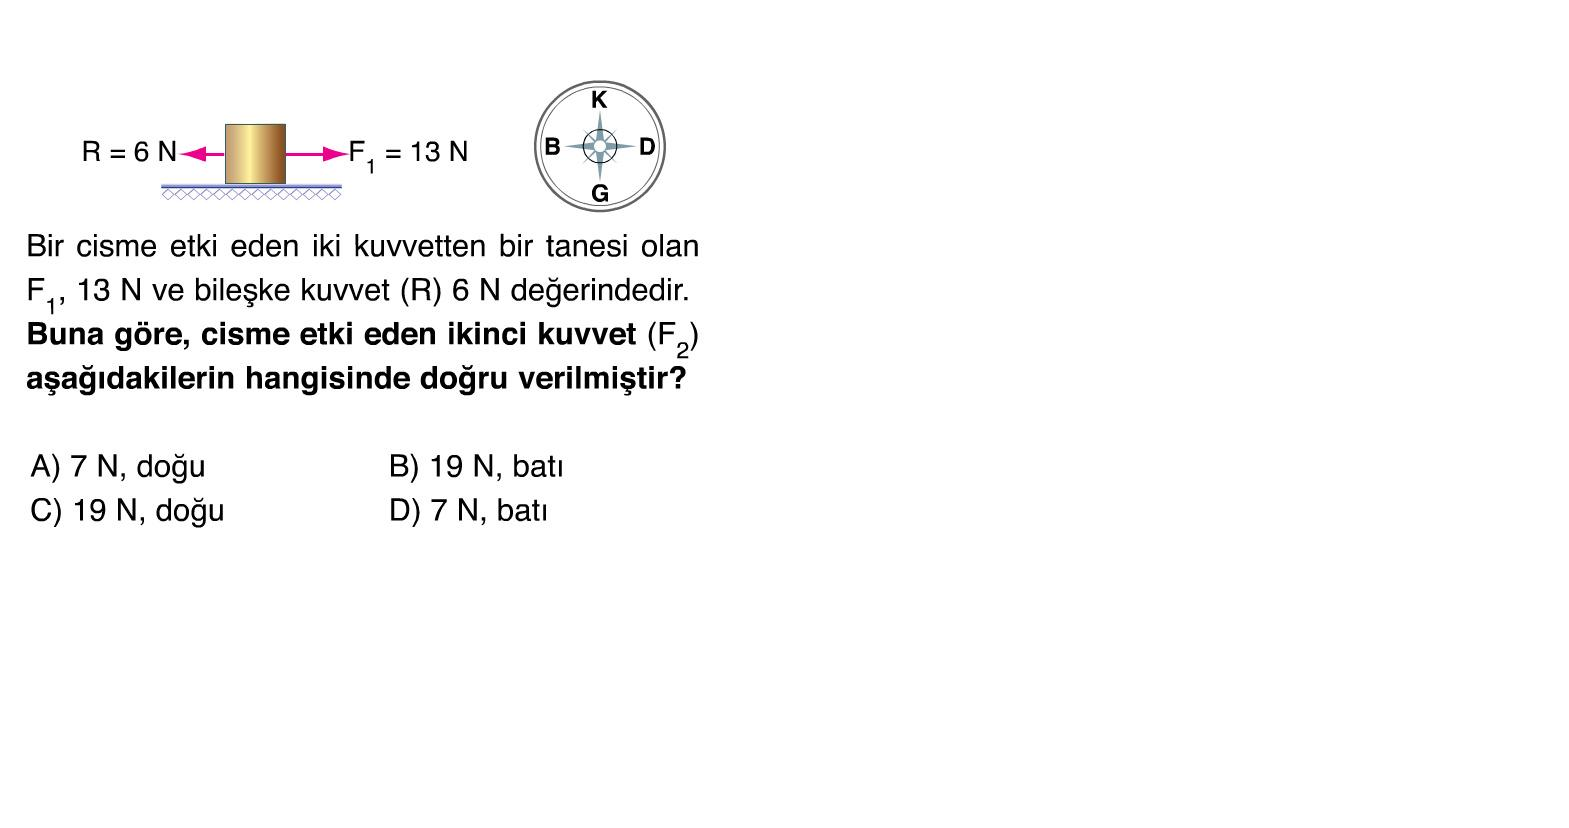 K
R = 6 N F₁ = 13 N B D
G
Bir cisme etki eden iki kuvvetten bir tanesi olan
F₁, 13 N ve bileşke kuvvet (R) 6 N değerindedir.
Buna göre, cisme etki eden ikinci kuvvet (F₂)
aşağıdakilerin hangisinde doğru verilmiştir?
A) 7 N, doğu B) 19 N, batı
C) 19 N, doğu D) 7 N, batı